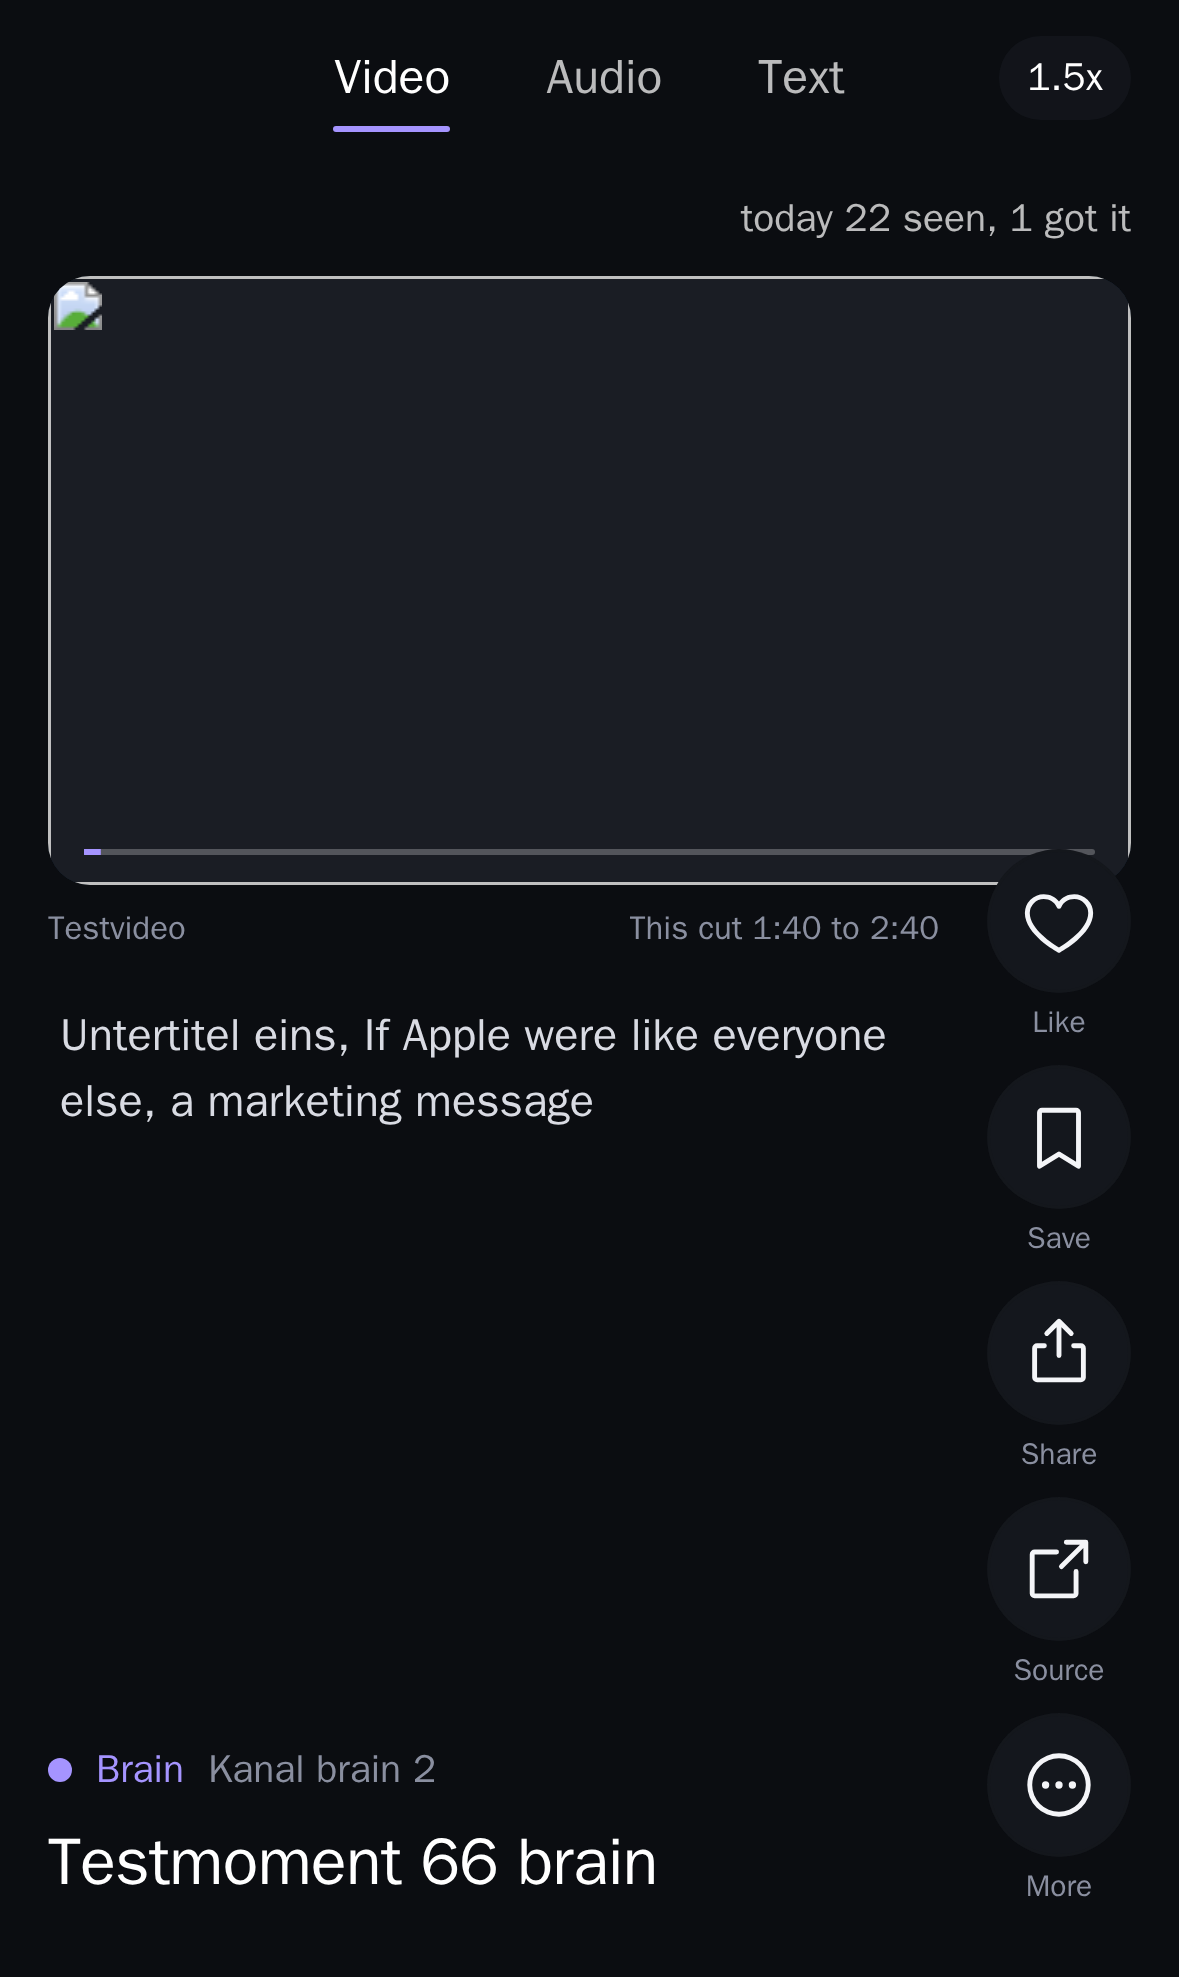 Video Audio Text 1.5x
today 22 seen, 1 got it
Testvideo This cut 1:40 to 2:40
Untertitel eins, If Apple were like everyone
else, a marketing message
Like
Save
Share
Source
More
Brain Kanal brain 2
Testmoment 66 brain